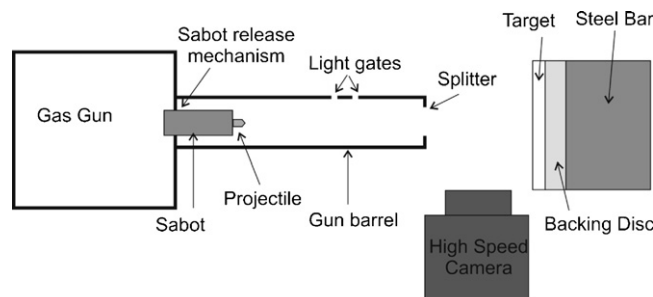 Target
Steel Bar
Sabot release
mechanism
Light gates
Splitter
Gas Gun
Projectile
Sabot
Gun barrel
Backing Disc
High Speed
Camera